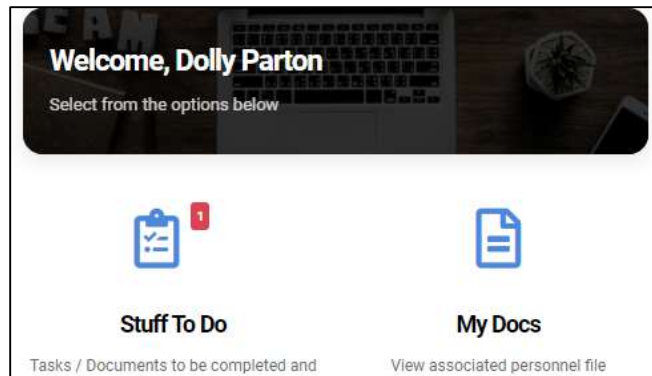 Welcome, Dolly Parton
Select from the options below
1
Stuff To Do
My Docs
Tasks / Documents to be completed and
View associated personnel file